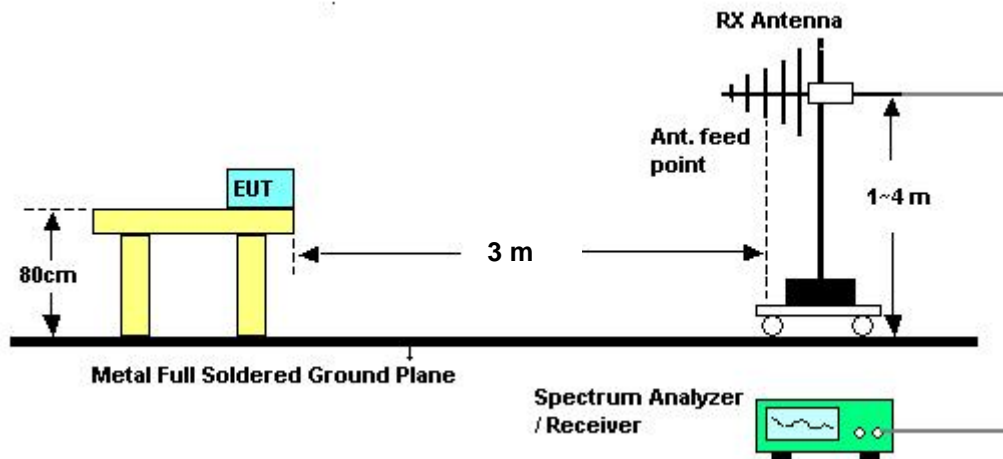 RX Antenna
Ant. feed
point
EUT
1~4 m
3 m
80cm
Metal Full Soldered Ground Plane
Spectrum Analyzer
/ Receiver